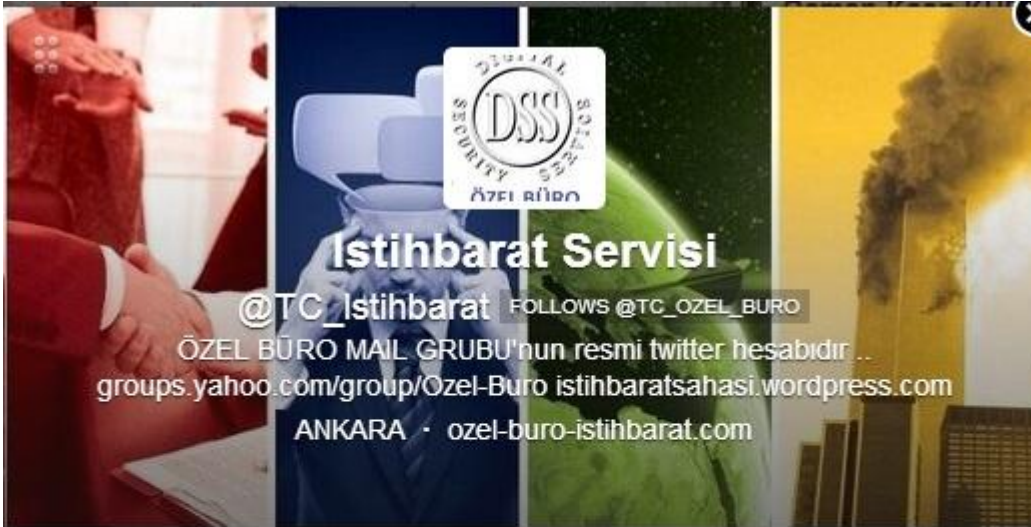 DIGITAL
SECURITY SERVICE
DSS
ÖZEL BÜRO
Istihbarat Servisi
@TC_Istihbarat FOLLOWS @TC_OZEL_BURO
ÖZEL BÜRO MAIL GRUBU'nun resmi twitter hesabıdır ..
groups.yahoo.com/group/Ozel-Buro istihbaratsahasi.wordpress.com
ANKARA · ozel-buro-istihbarat.com